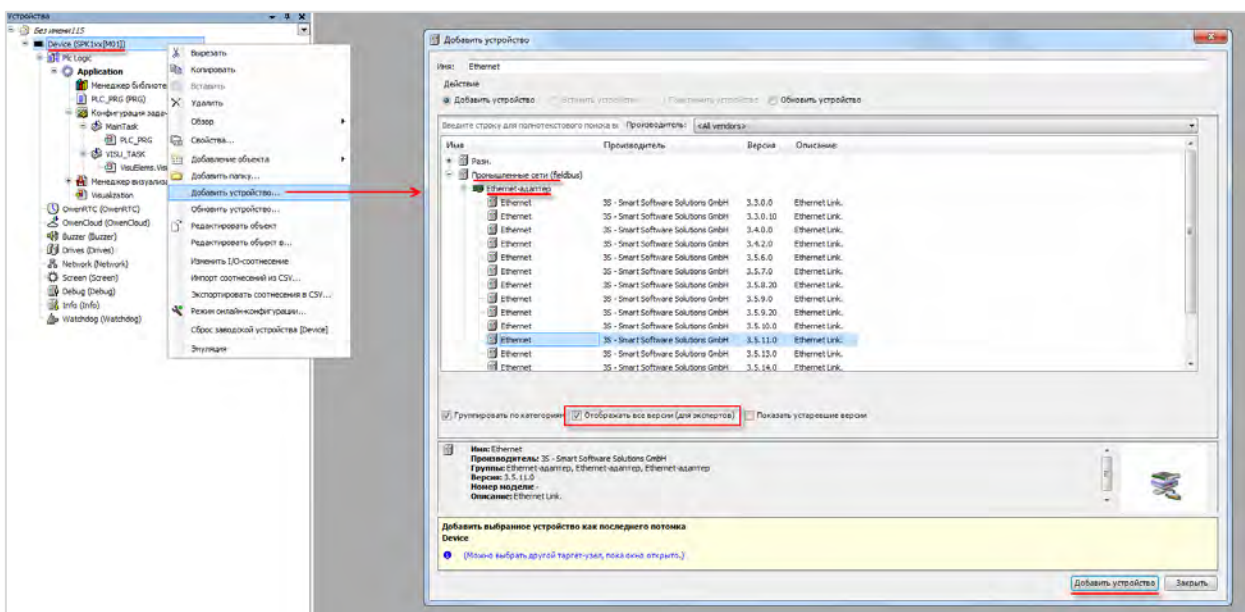 Устройства
Без имени115
Device (SPK1xx[M01])
Plc Logic
Application
Менеджер библиоте
PLC_PRG (PRG)
Конфигурация задач
MainTask
PLC_PRG
VISU_TASK
VisuElems.Vis
Менеджер визуализ
Visualization
OwenRTC (OwenRTC)
OwenCloud (OwenCloud)
Buzzer (Buzzer)
Drives (Drives)
Network (Network)
Screen (Screen)
Debug (Debug)
Info (Info)
Watchdog (Watchdog)
Вырезать
Копировать
Вставить
Удалить
Обзор
Свойства...
Добавление объекта
Добавить папку...
Добавить устройство...
Обновить устройство...
Редактировать объект
Редактировать объект в...
Изменить I/O-соотнесение
Импорт соотнесений из CSV...
Экспортировать соотнесения в CSV...
Режим онлайн-конфигурации...
Сброс заводской устройства [Device]
Эмуляция
Добавить устройство
Имя: Ethernet
Действие
Добавить устройство Вставить устройство Подключить устройство Обновить устройство
Введите строку для полнотекстового поиска в Производитель: <All vendors>
Имя Производитель Версия Описание
Разн.
Промышленные сети (fieldbus)
Ethernet-адаптер
Ethernet 3S - Smart Software Solutions GmbH 3.3.0.0 Ethernet Link.
Ethernet 3S - Smart Software Solutions GmbH 3.3.0.10 Ethernet Link.
Ethernet 3S - Smart Software Solutions GmbH 3.4.0.0 Ethernet Link.
Ethernet 3S - Smart Software Solutions GmbH 3.4.2.0 Ethernet Link.
Ethernet 3S - Smart Software Solutions GmbH 3.5.6.0 Ethernet Link.
Ethernet 3S - Smart Software Solutions GmbH 3.5.7.0 Ethernet Link.
Ethernet 3S - Smart Software Solutions GmbH 3.5.8.20 Ethernet Link.
Ethernet 3S - Smart Software Solutions GmbH 3.5.9.0 Ethernet Link.
Ethernet 3S - Smart Software Solutions GmbH 3.5.9.20 Ethernet Link.
Ethernet 3S - Smart Software Solutions GmbH 3.5.10.0 Ethernet Link.
Ethernet 3S - Smart Software Solutions GmbH 3.5.11.0 Ethernet Link.
Ethernet 3S - Smart Software Solutions GmbH 3.5.13.0 Ethernet Link.
Ethernet 3S - Smart Software Solutions GmbH 3.5.14.0 Ethernet Link.
Группировать по категориям Отображать все версии (для экспертов) Показать устаревшие версии
Имя: Ethernet
Производитель: 3S - Smart Software Solutions GmbH
Группы: Ethernet-адаптер, Ethernet-адаптер, Ethernet-адаптер
Версия: 3.5.11.0
Номер модели: -
Описание: Ethernet Link.
Добавить выбранное устройство как последнего потомка
Device
(Можно выбрать другой таргет-узел, пока окно открыто.)
Добавить устройство Закрыть